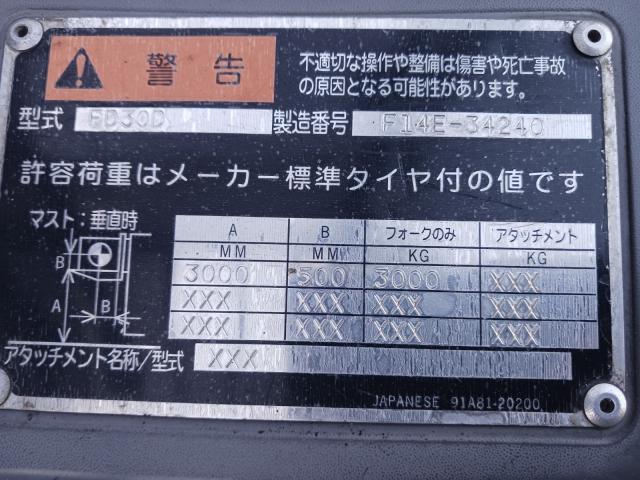 警告
不適切な操作や整備は傷害や死亡事故
の原因となる可能性があります。
型式 FD30D 製造番号 F14E-34240
許容荷重はメーカー標準タイヤ付の値です
マスト:垂直時
B
A
B
A B フォークのみ アタッチメント
MM MM KG KG
3000 500 3000 XXX
XXX XXX XXX XXX
XXX XXX XXX XXX
アタッチメント名称/型式 XXX
JAPANESE 91A81-20200